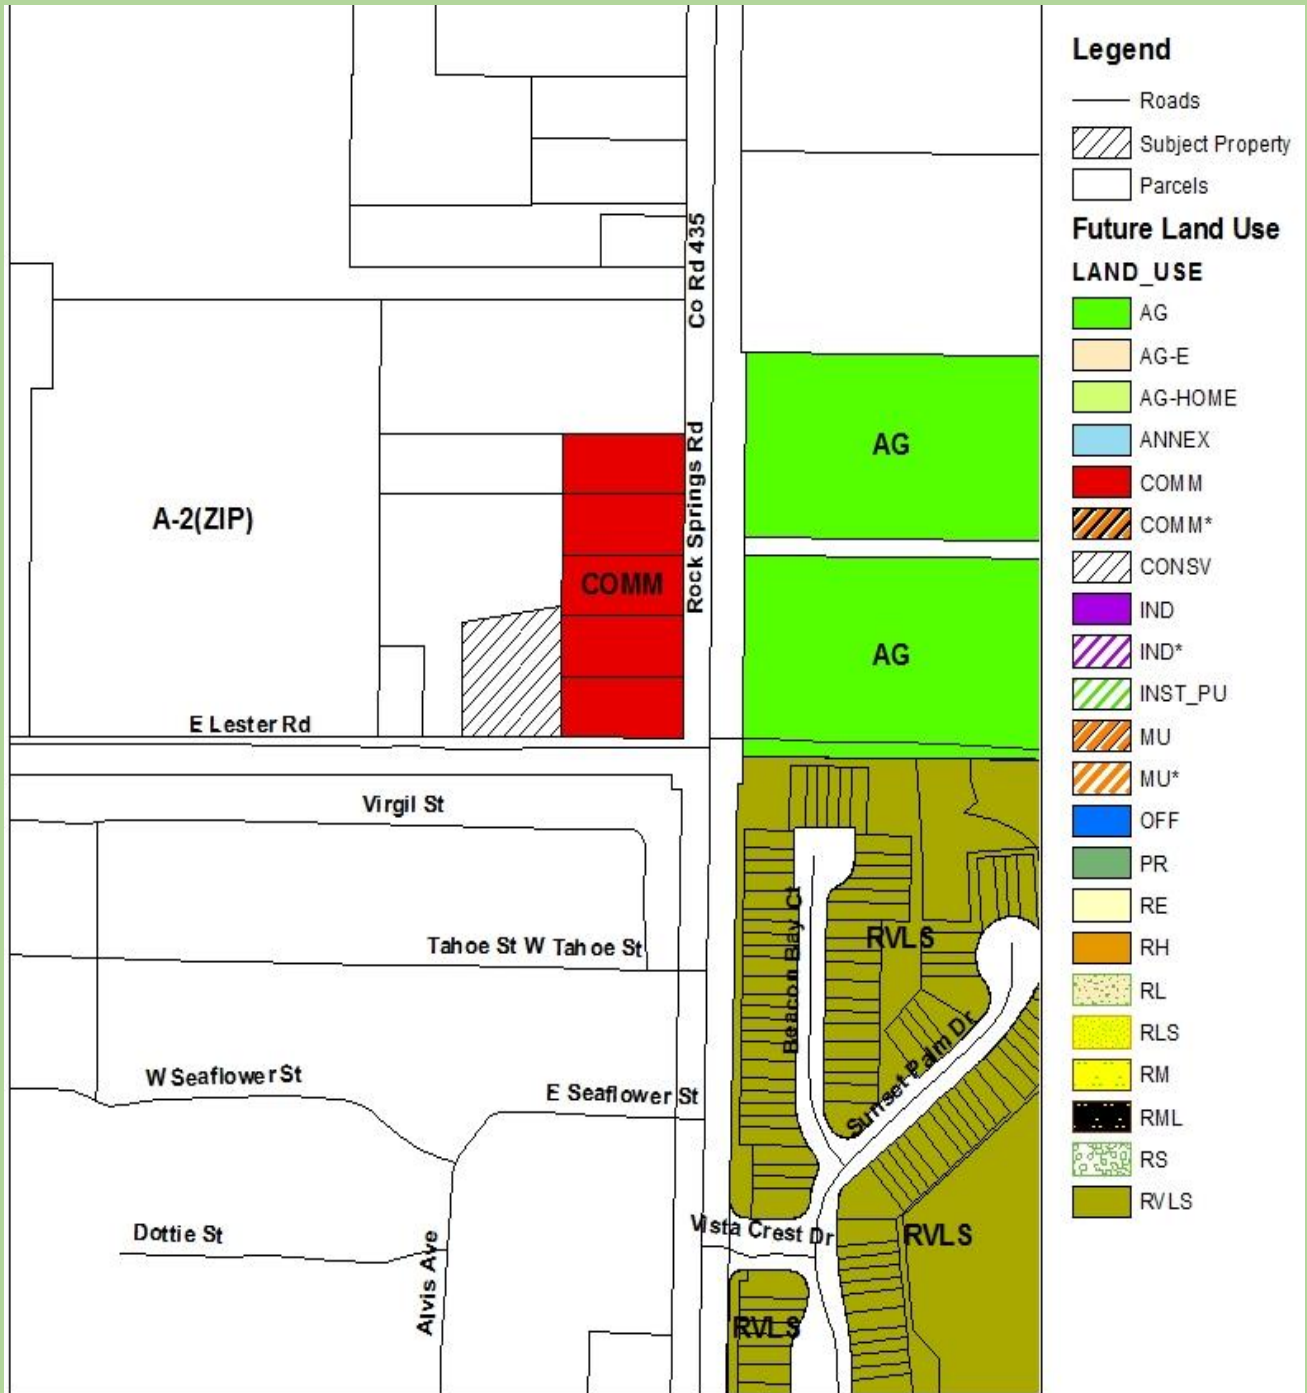 Co Rd 435
Rock Springs Rd
AG
A-2(ZIP)
COMM
AG
E Lester Rd
Virgil St
Tahoe St W Tahoe St
Beacon Bay Ct
RVLS
Sunset Palm Dr
W Seaflower St
E Seaflower St
Vista Crest Dr
RVLS
Dottie St
Alvis Ave
RVLS
Legend
Roads
Subject Property
Parcels
Future Land Use
LAND_USE
AG
AG-E
AG-HOME
ANNEX
COMM
COMM*
CONSV
IND
IND*
INST_PU
MU
MU*
OFF
PR
RE
RH
RL
RLS
RM
RML
RS
RVLS